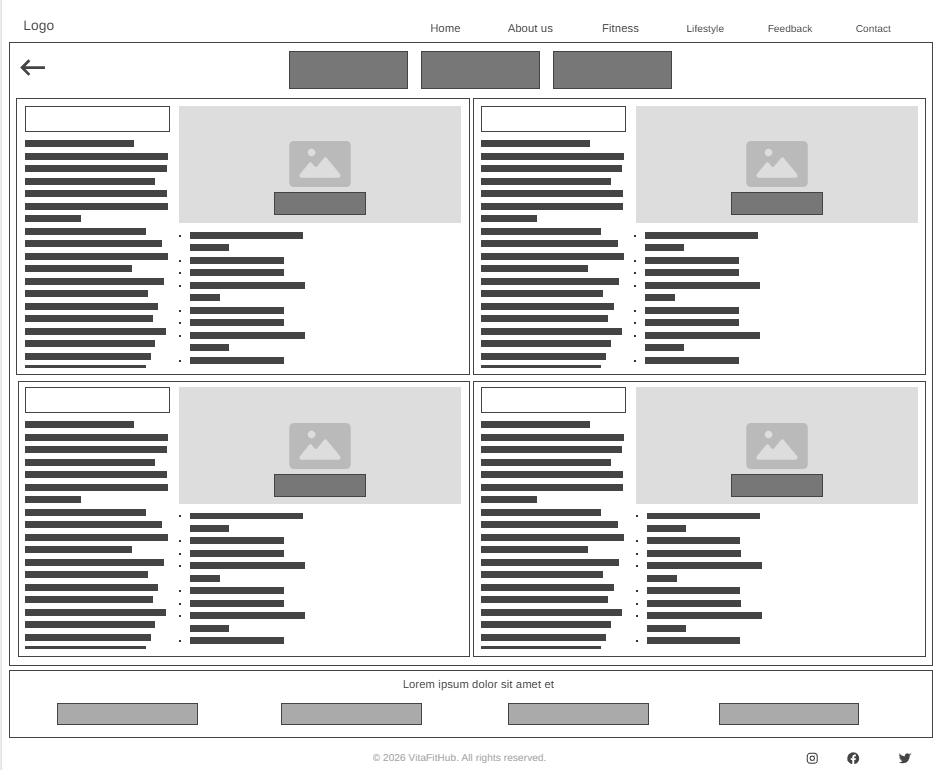 Logo
Home About us Fitness Lifestyle Feedback Contact
Lorem ipsum dolor sit amet et
© 2026 VitaFitHub. All rights reserved.